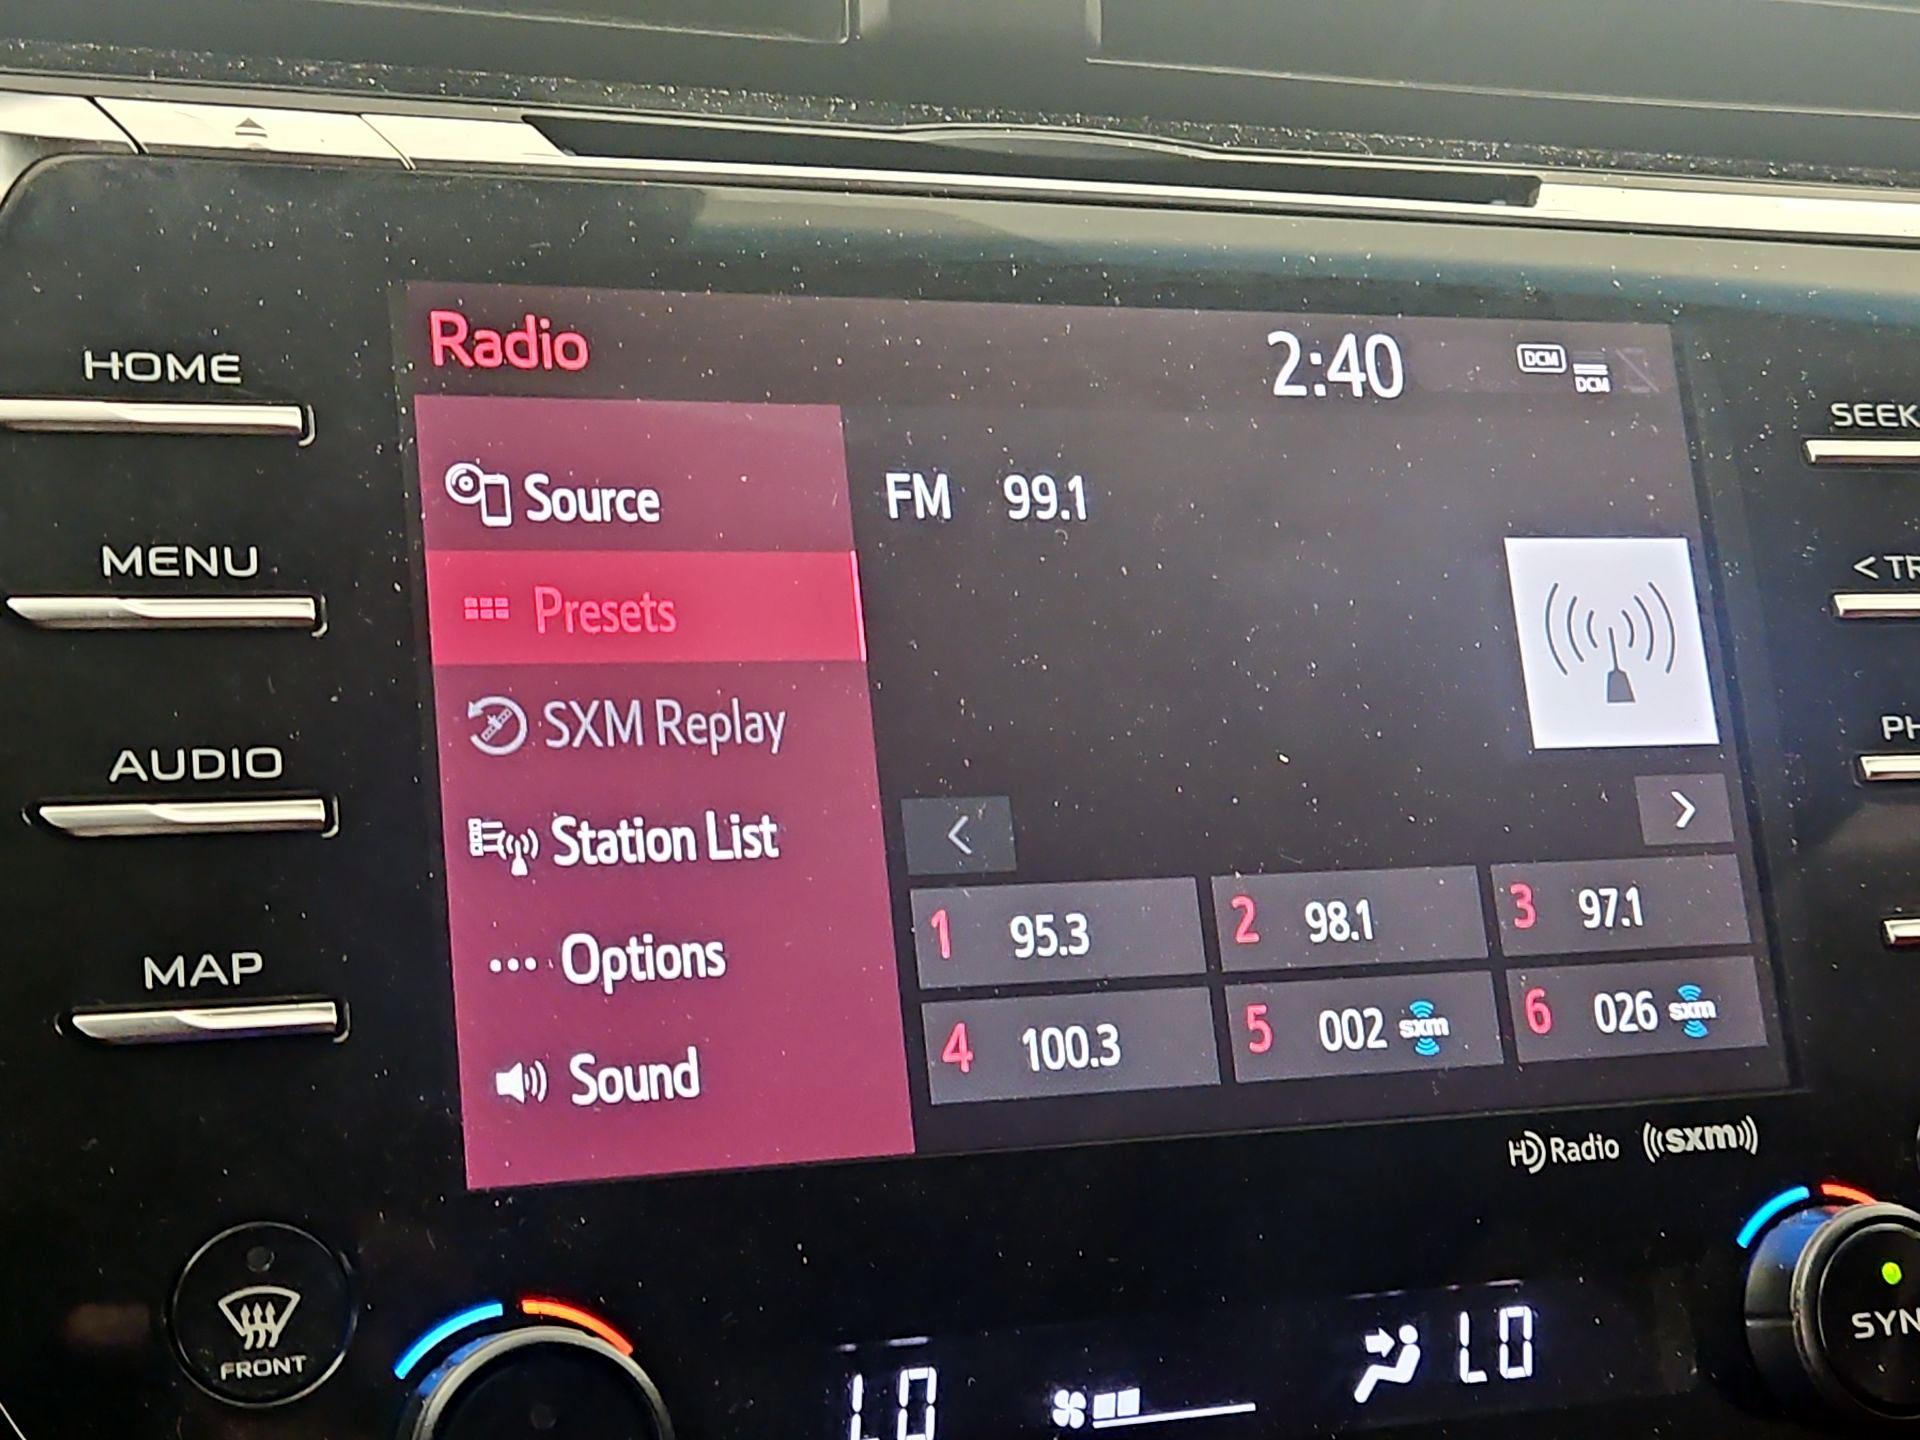 Radio
2:40
DCM
DCM
HOME
MENU
AUDIO
MAP
Source
Presets
SXM Replay
Station List
Options
Sound
FM 99.1
<
>
1 95.3
2 98.1
3 97.1
4 100.3
5 002 sxm
6 026 sxm
HD Radio ((sxm))
SEEK
< TR
PH
FRONT
LO
LO
SYN